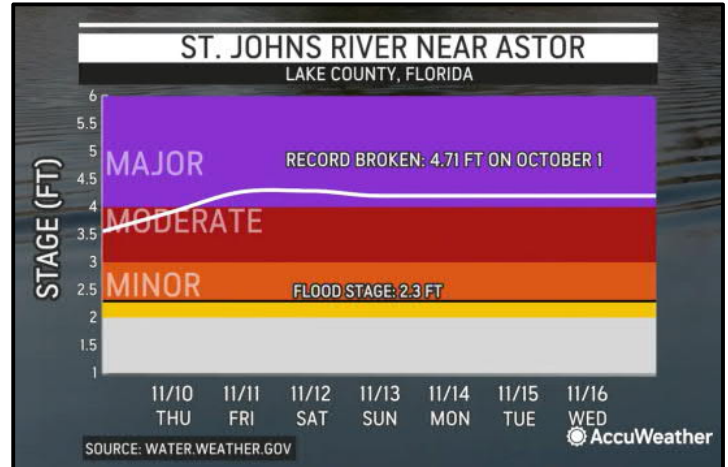 ST. JOHNS RIVER NEAR ASTOR
LAKE COUNTY, FLORIDA
STAGE (FT)
6
5.5
5
4.5
4
3.5
3
2.5
2
1.5
1
MAJOR
RECORD BROKEN: 4.71 FT ON OCTOBER 1
MODERATE
MINOR
FLOOD STAGE: 2.3 FT
11/10 11/11 11/12 11/13 11/14 11/15 11/16
THU FRI SAT SUN MON TUE WED
SOURCE: WATER.WEATHER.GOV
AccuWeather